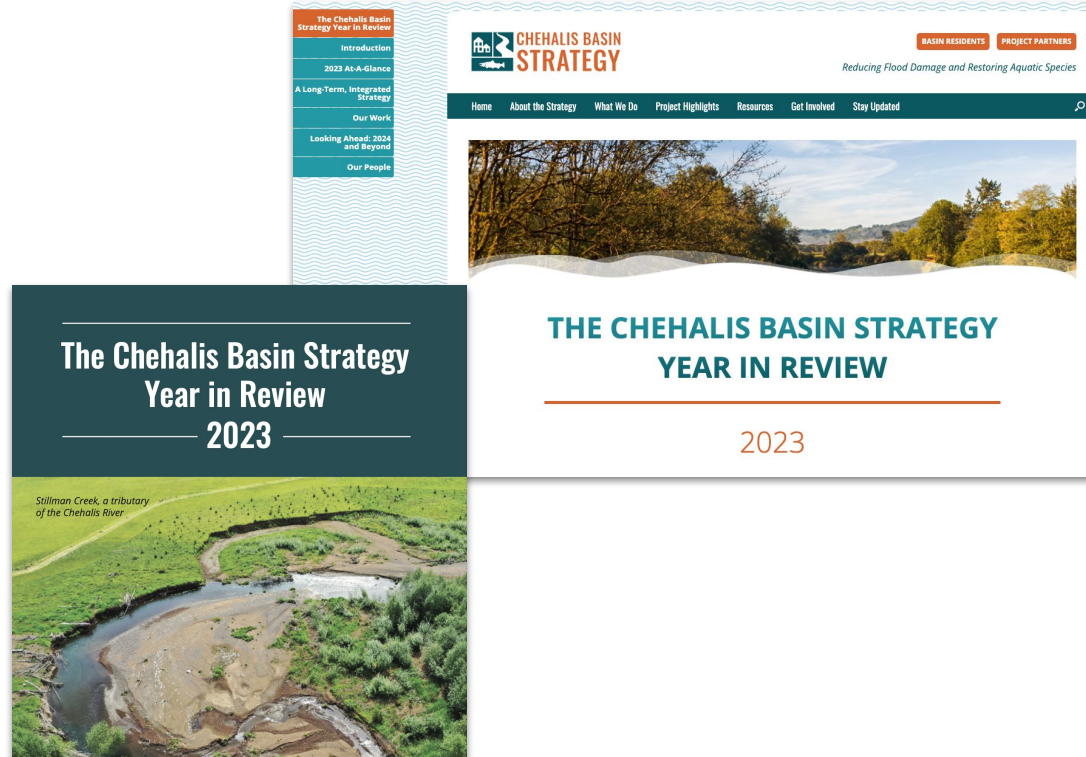 The Chehalis Basin
Strategy Year in Review
Introduction
2023 At-A-Glance
A Long-Term, Integrated
Strategy
Our Work
Looking Ahead: 2024
and Beyond
Our People
CHEHALIS BASIN
STRATEGY
BASIN RESIDENTS PROJECT PARTNERS
Reducing Flood Damage and Restoring Aquatic Species
Home About the Strategy What We Do Project Highlights Resources Get Involved Stay Updated
THE CHEHALIS BASIN STRATEGY
YEAR IN REVIEW
2023
The Chehalis Basin Strategy
Year in Review
2023
Stillman Creek, a tributary
of the Chehalis River